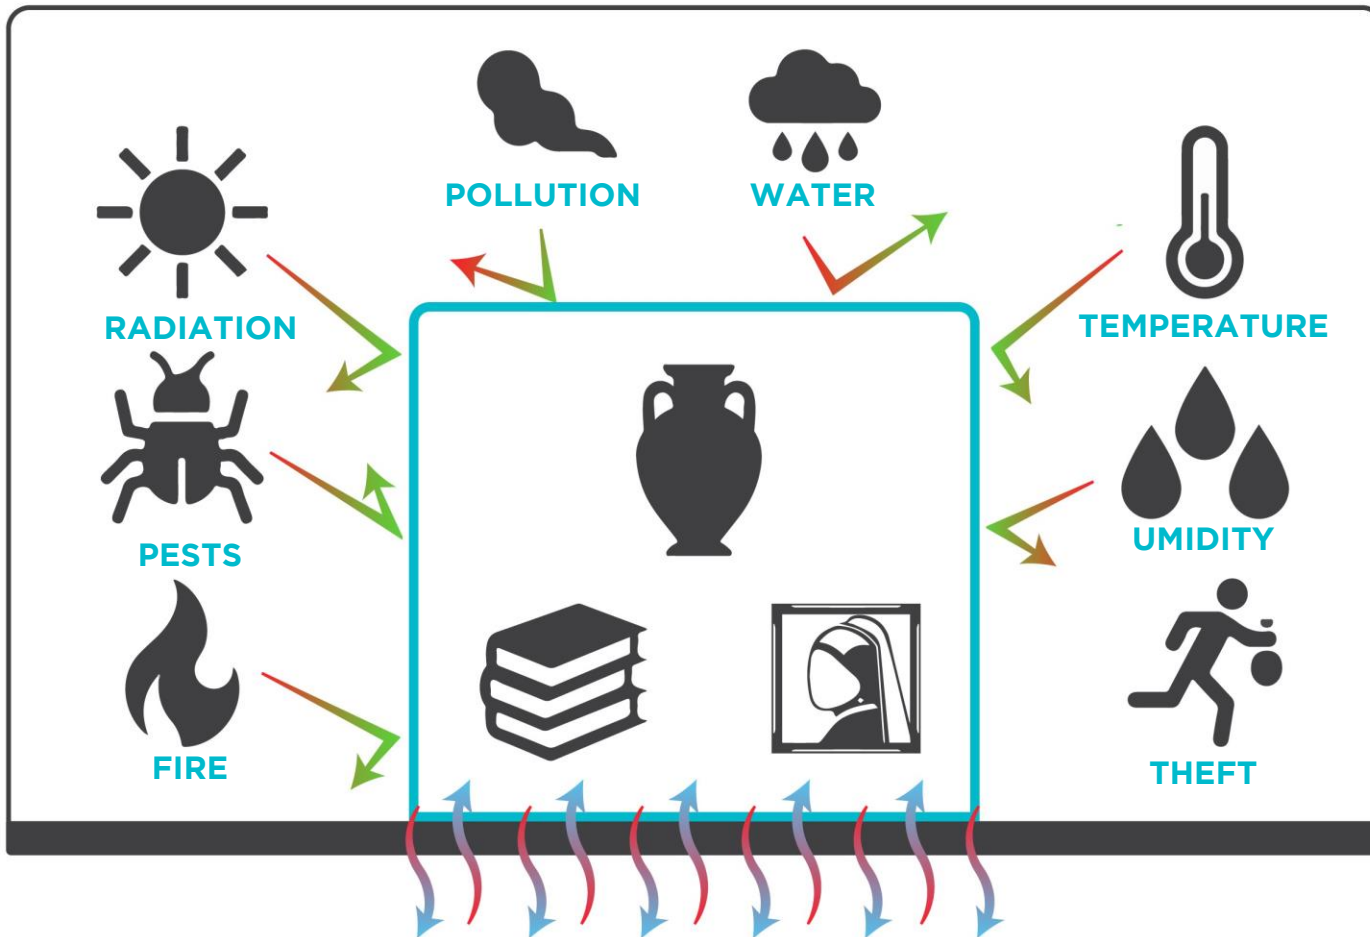 POLLUTION
WATER
RADIATION
TEMPERATURE
PESTS
UMIDITY
FIRE
THEFT